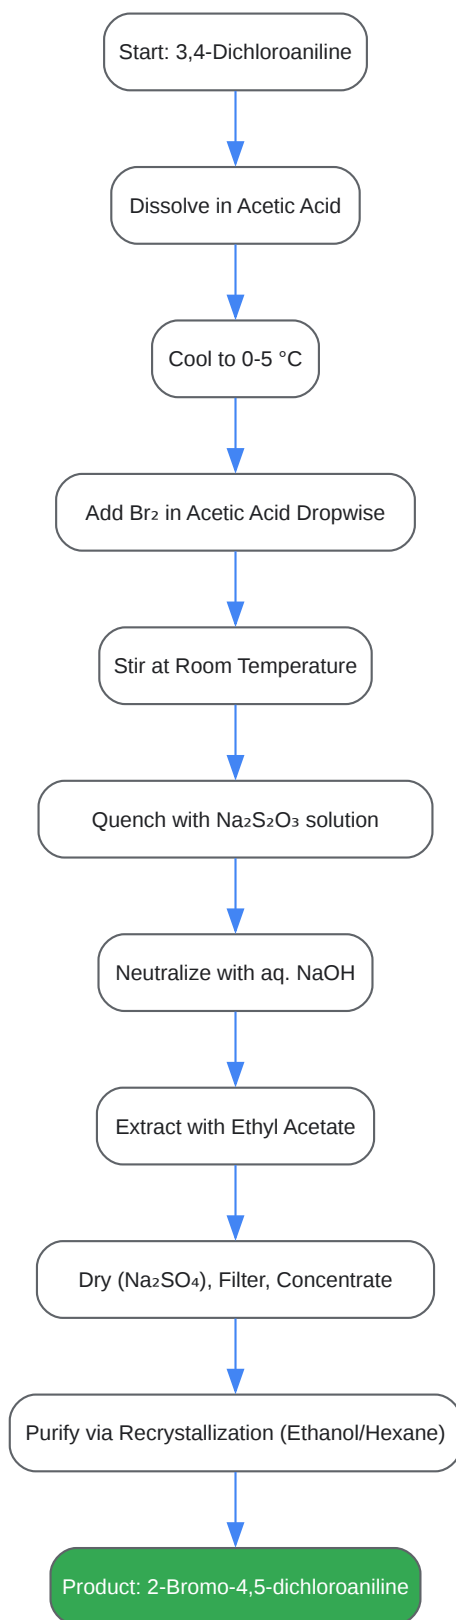 Start: 3,4-Dichloroaniline
Dissolve in Acetic Acid
Cool to 0-5 °C
Add Br₂ in Acetic Acid Dropwise
Stir at Room Temperature
Quench with Na₂S₂O₃ solution
Neutralize with aq. NaOH
Extract with Ethyl Acetate
Dry (Na₂SO₄), Filter, Concentrate
Purify via Recrystallization (Ethanol/Hexane)
Product: 2-Bromo-4,5-dichloroaniline